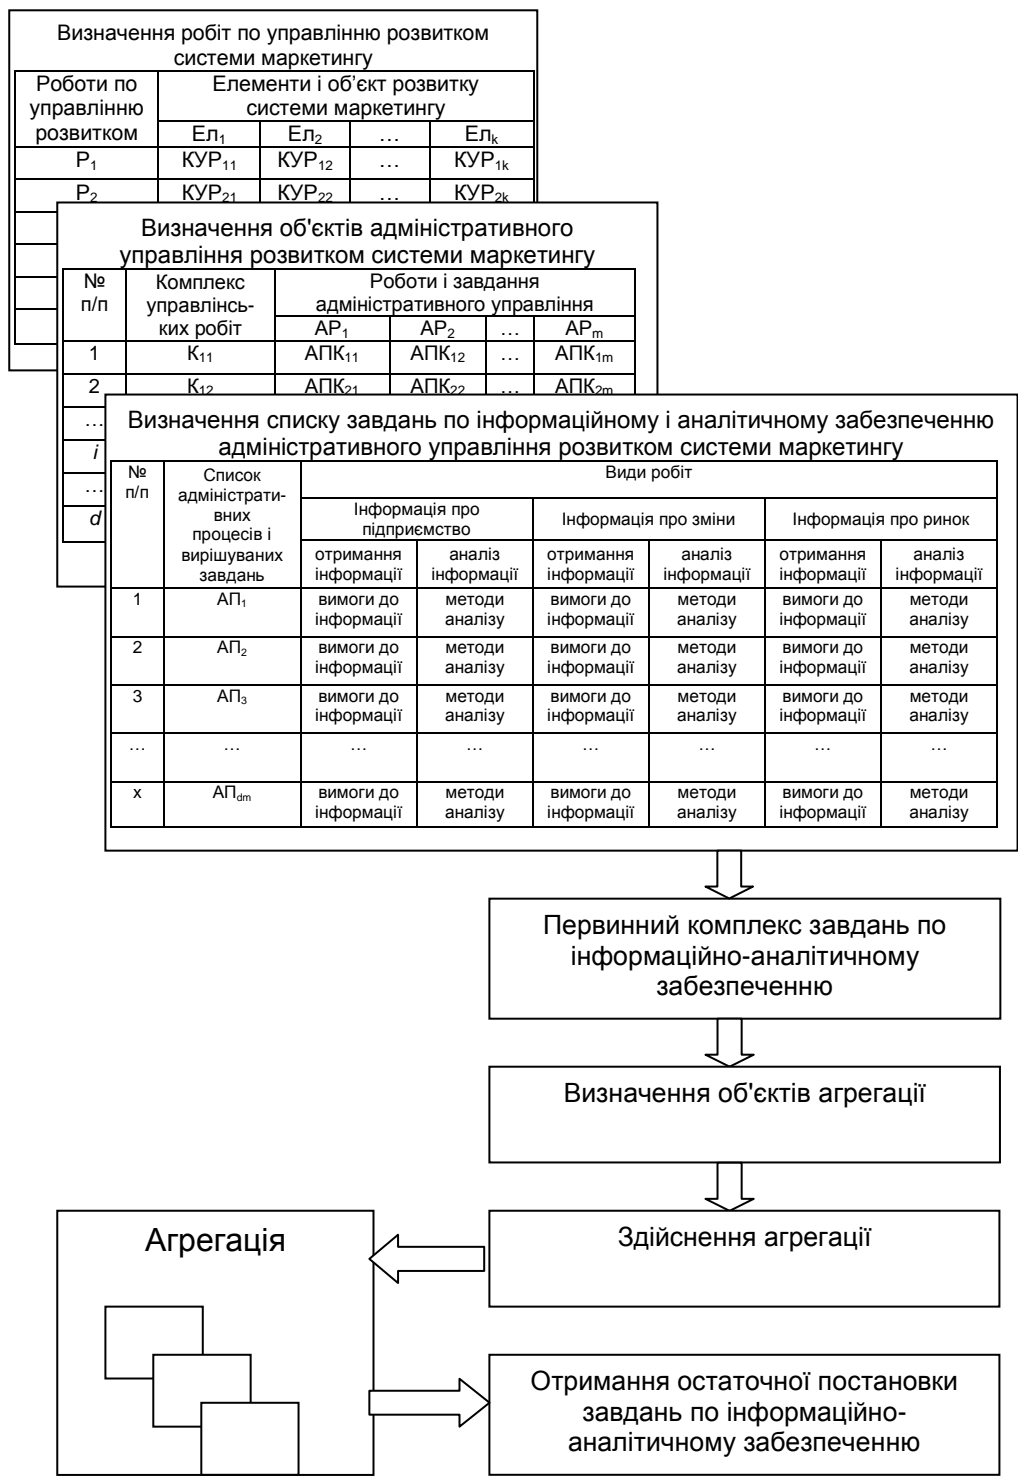 Визначення робіт по управлінню розвитком
системи маркетингу
Роботи по
управлінню
розвитком
Елементи і об’єкт розвитку
системи маркетингу
Ел₁ Ел₂ … Елₖ
Р₁ КУР₁₁ КУР₁₂ … КУР₁ₖ
Р₂ КУР₂₁ КУР₂₂ … КУР₂ₖ
Визначення об'єктів адміністративного
управління розвитком системи маркетингу
№
п/п
Комплекс
управлінсь-
ких робіт
Роботи і завдання
адміністративного управління
АР₁ АР₂ … АРₘ
1 К₁₁ АПК₁₁ АПК₁₂ … АПК₁ₘ
2 К₁₂ АПК₂₁ АПК₂₂ … АПК₂ₘ
…
i
…
d
Визначення списку завдань по інформаційному і аналітичному забезпеченню
адміністративного управління розвитком системи маркетингу
№
п/п
Список
адміністрати-
вних
процесів і
вирішуваних
завдань
Види робіт
Інформація про
підприємство
Інформація про зміни
Інформація про ринок
отримання аналіз отримання аналіз отримання аналіз
інформації інформації інформації інформації інформації інформації
1 АП₁ вимоги до методи вимоги до методи вимоги до методи
інформації аналізу інформації аналізу інформації аналізу
2 АП₂ вимоги до методи вимоги до методи вимоги до методи
інформації аналізу інформації аналізу інформації аналізу
3 АП₃ вимоги до методи вимоги до методи вимоги до методи
інформації аналізу інформації аналізу інформації аналізу
… … … … … … … …
х АП_dm вимоги до методи вимоги до методи вимоги до методи
інформації аналізу інформації аналізу інформації аналізу
Первинний комплекс завдань по
інформаційно-аналітичному
забезпеченню
Визначення об'єктів агрегації
Здійснення агрегації
Агрегація
Отримання остаточної постановки
завдань по інформаційно-
аналітичному забезпеченню